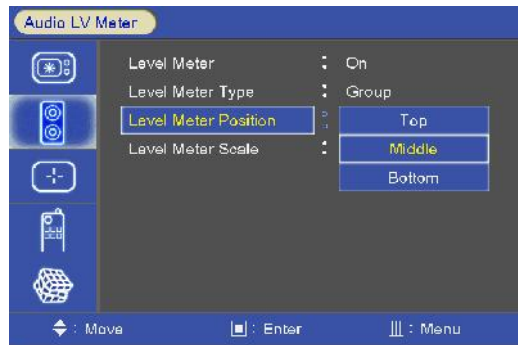 Audio LV Meter
Level Meter : On
Level Meter Type : Group
Level Meter Position : Top
Level Meter Scale : Middle
Bottom
: Move : Enter : Menu